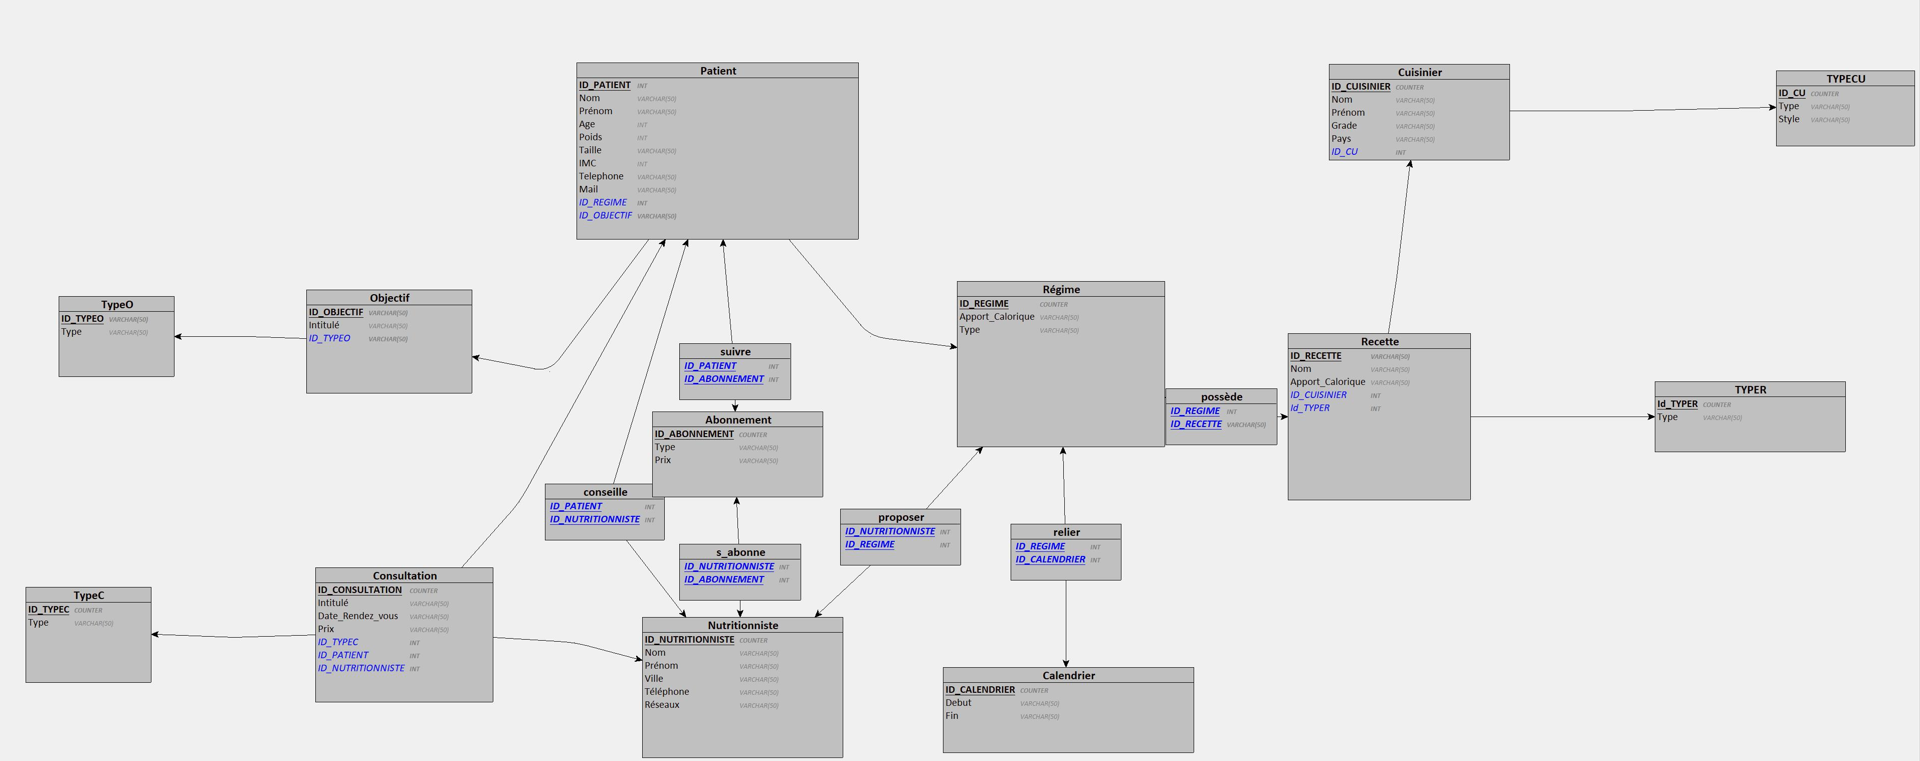 Patient
ID_PATIENT INT
Nom VARCHAR(50)
Prénom VARCHAR(50)
Age INT
Poids INT
Taille VARCHAR(50)
IMC INT
Telephone VARCHAR(50)
Mail VARCHAR(50)
ID_REGIME INT
ID_OBJECTIF VARCHAR(50)
Cuisinier
ID_CUISINIER COUNTER
Nom VARCHAR(50)
Prénom VARCHAR(50)
Grade VARCHAR(50)
Pays VARCHAR(50)
ID_CU INT
TYPECU
ID_CU COUNTER
Type VARCHAR(50)
Style VARCHAR(50)
TypeO
ID_TYPEO VARCHAR(50)
Type VARCHAR(50)
Objectif
ID_OBJECTIF VARCHAR(50)
Intitulé VARCHAR(50)
ID_TYPEO VARCHAR(50)
suivre
ID_PATIENT INT
ID_ABONNEMENT INT
Abonnement
ID_ABONNEMENT COUNTER
Type VARCHAR(50)
Prix VARCHAR(50)
Régime
ID_REGIME COUNTER
Apport_Calorique VARCHAR(50)
Type VARCHAR(50)
possède
ID_REGIME INT
ID_RECETTE VARCHAR(50)
Recette
ID_RECETTE VARCHAR(50)
Nom VARCHAR(50)
Apport_Calorique VARCHAR(50)
ID_CUISINIER INT
Id_TYPER INT
TYPER
Id_TYPER COUNTER
Type VARCHAR(50)
conseille
ID_PATIENT INT
ID_NUTRITIONNISTE INT
s_abonne
ID_NUTRITIONNISTE INT
ID_ABONNEMENT INT
proposer
ID_NUTRITIONNISTE INT
ID_REGIME INT
relier
ID_REGIME INT
ID_CALENDRIER INT
TypeC
ID_TYPEC COUNTER
Type VARCHAR(50)
Consultation
ID_CONSULTATION COUNTER
Intitulé VARCHAR(50)
Date_Rendez_vous VARCHAR(50)
Prix VARCHAR(50)
ID_TYPEC INT
ID_PATIENT INT
ID_NUTRITIONNISTE INT
Nutritionniste
ID_NUTRITIONNISTE COUNTER
Nom VARCHAR(50)
Prénom VARCHAR(50)
Ville VARCHAR(50)
Téléphone VARCHAR(50)
Réseaux VARCHAR(50)
Calendrier
ID_CALENDRIER COUNTER
Debut VARCHAR(50)
Fin VARCHAR(50)